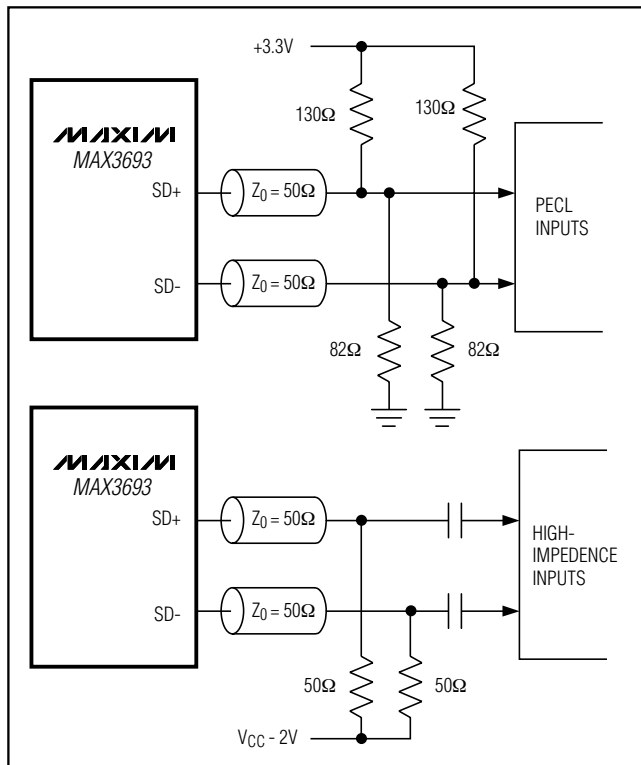 +3.3V
130Ω 130Ω
MAXIM
MAX3693
SD+ Z0 = 50Ω
PECL
INPUTS
SD- Z0 = 50Ω
82Ω 82Ω
MAXIM
MAX3693
SD+ Z0 = 50Ω
HIGH-
IMPEDENCE
INPUTS
SD- Z0 = 50Ω
50Ω 50Ω
VCC - 2V